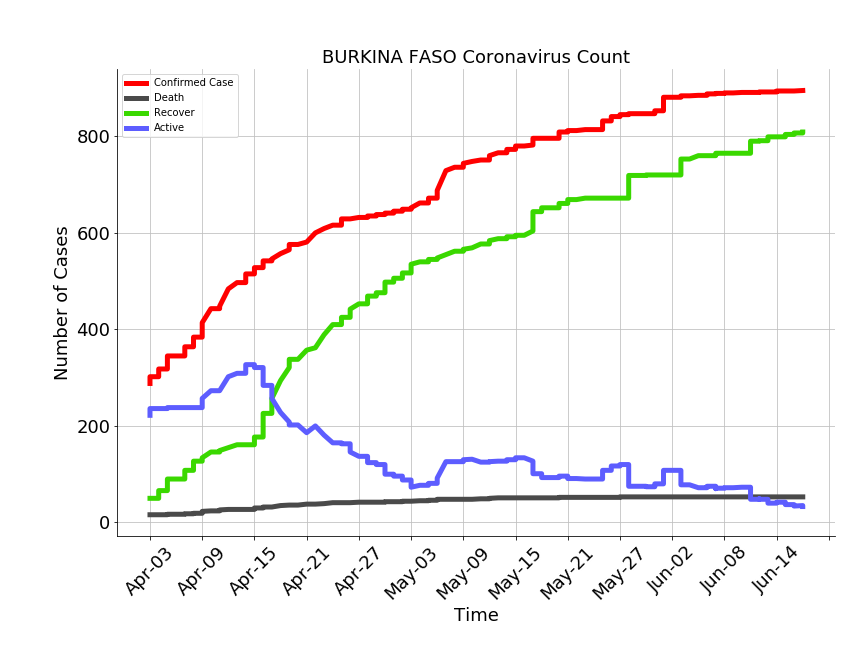 BURKINA FASO Coronavirus Count
Confirmed Case
Death
Recover
Active
Number of Cases
800
600
400
200
0
Apr-03
Apr-09
Apr-15
Apr-21
Apr-27
May-03
May-09
May-15
May-21
May-27
Jun-02
Jun-08
Jun-14
Time